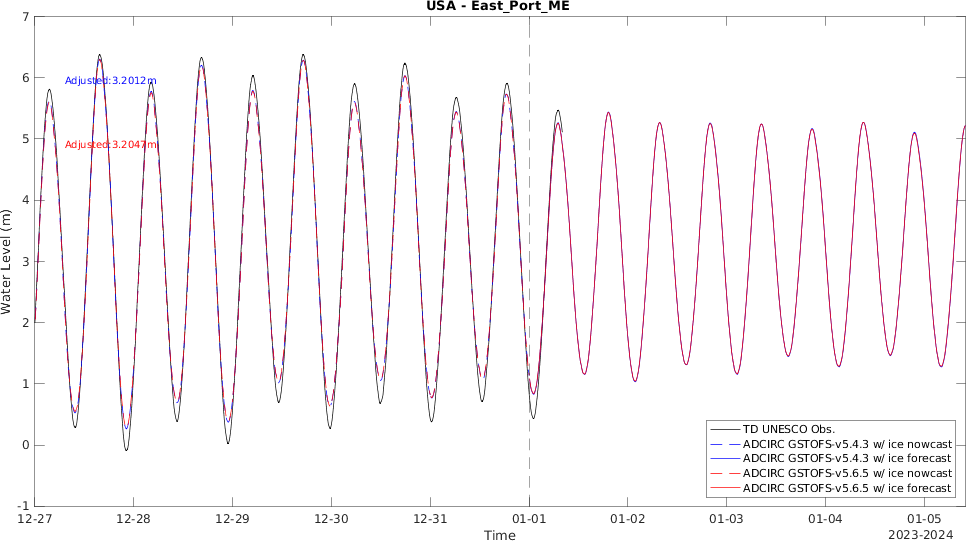 USA - East_Port_ME
7
6
5
4
3
2
1
0
-1
Water Level (m)
Adjusted:3.2012m
Adjusted:3.2047m
TD UNESCO Obs.
ADCIRC GSTOFS-v5.4.3 w/ ice nowcast
ADCIRC GSTOFS-v5.4.3 w/ ice forecast
ADCIRC GSTOFS-v5.6.5 w/ ice nowcast
ADCIRC GSTOFS-v5.6.5 w/ ice forecast
12-27 12-28 12-29 12-30 12-31 01-01 01-02 01-03 01-04 01-05
Time
2023-2024